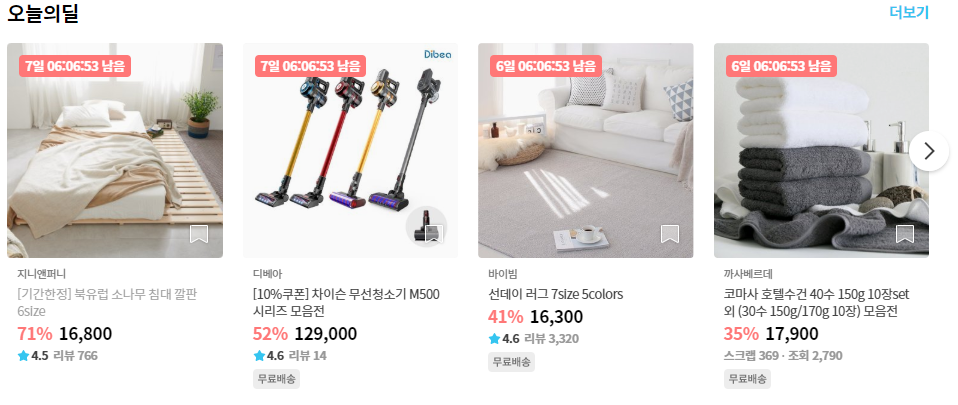 오늘의딜
더보기
7일 06:06:53 남음
지니앤퍼니
[기간한정] 북유럽 소나무 침대 깔판
6size
71% 16,800
4.5 리뷰 766
Dibea
7일 06:06:53 남음
디베아
[10%쿠폰] 차이슨 무선청소기 M500
시리즈 모음전
52% 129,000
4.6 리뷰 14
무료배송
6일 06:06:53 남음
바이빔
선데이 러그 7size 5colors
41% 16,300
4.6 리뷰 3,320
무료배송
6일 06:06:53 남음
까사베르데
코마사 호텔수건 40수 150g 10장set
외 (30수 150g/170g 10장) 모음전
35% 17,900
스크랩 369 · 조회 2,790
무료배송